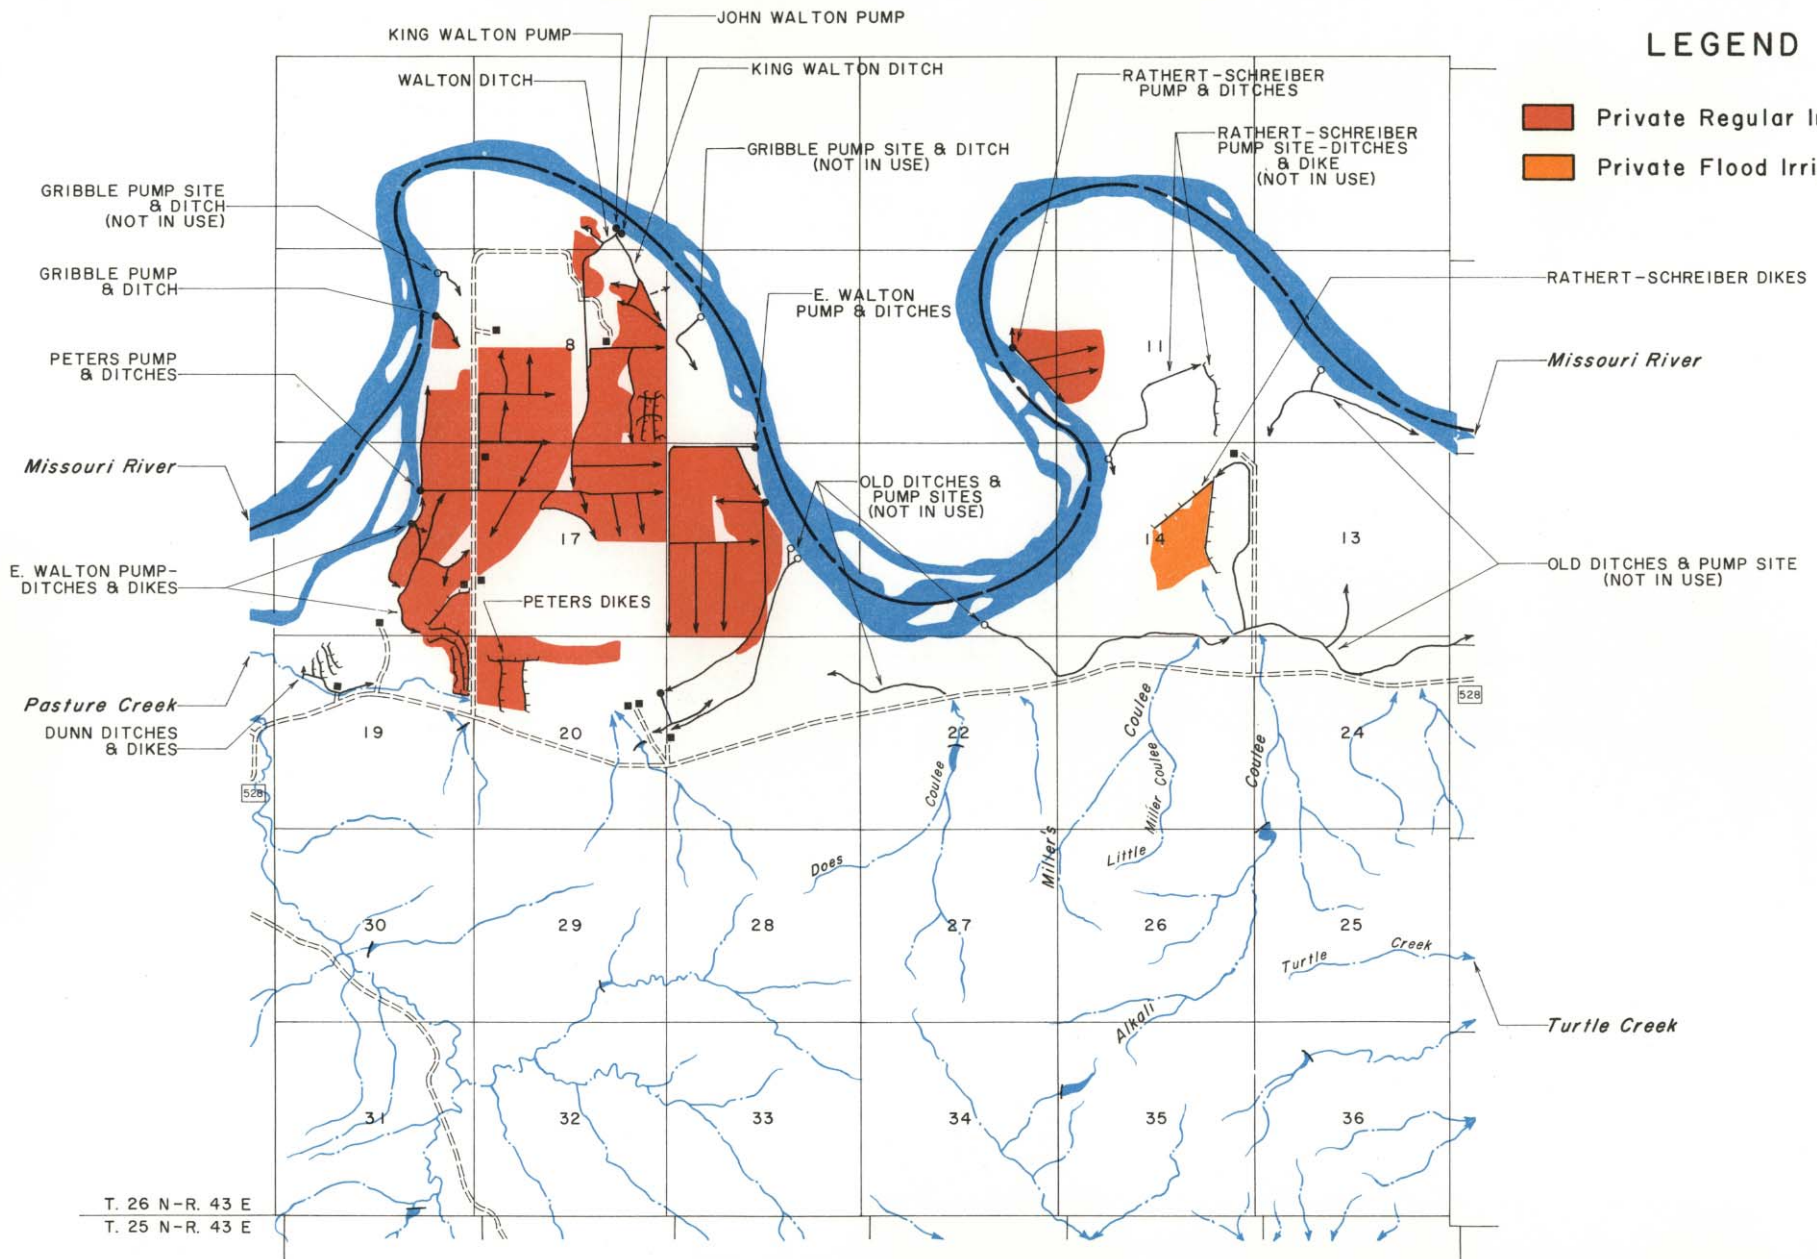 LEGEND
Private Regular
Private Flood
JOHN WALTON PUMP
KING WALTON PUMP
WALTON DITCH
KING WALTON DITCH
RATHERT-SCHREIBER
PUMP & DITCHES
RATHERT-SCHREIBER
PUMP SITE-DITCHES
& DIKE
(NOT IN USE)
GRIBBLE PUMP SITE & DITCH
(NOT IN USE)
GRIBBLE PUMP SITE
& DITCH
(NOT IN USE)
GRIBBLE PUMP
& DITCH
RATHERT-SCHREIBER DIKES
E. WALTON
PUMP & DITCHES
PETERS PUMP
& DITCHES
8
11
Missouri River
Missouri River
OLD DITCHES &
PUMP SITES
(NOT IN USE)
17
14
13
E. WALTON PUMP-
DITCHES & DIKES
OLD DITCHES & PUMP SITE
(NOT IN USE)
PETERS DIKES
Pasture Creek
DUNN DITCHES
& DIKES
528
19
20
22
24
528
Coulee
Does
Coulee
Miller's
Little
Miller Coulee
Coulee
Alkali
30
29
28
27
26
25
Turtle
Creek
Turtle Creek
31
32
33
34
35
36
T. 26 N-R. 43 E
T. 25 N-R. 43 E